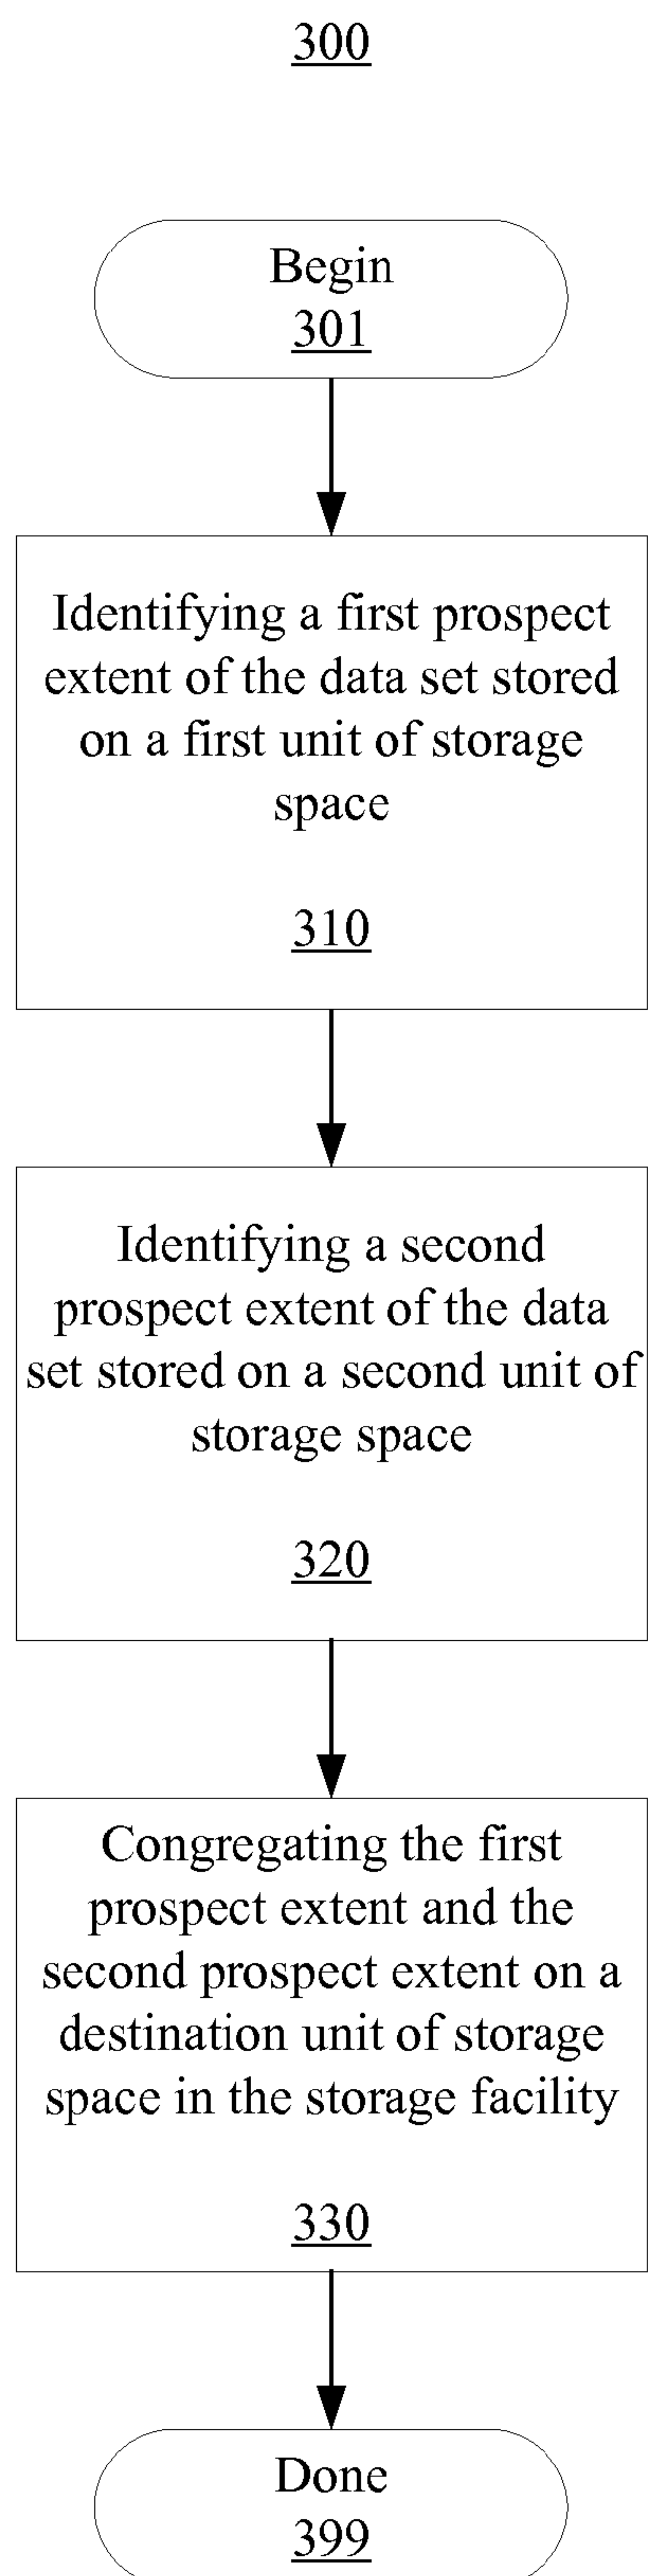 300
Begin
301
Identifying a first prospect
extent of the data set stored
on a first unit of storage
space
310
Identifying a second
prospect extent of the data
set stored on a second unit of
storage space
320
Congregating the first
prospect extent and the
second prospect extent on a
destination unit of storage
space in the storage facility
330
Done
399